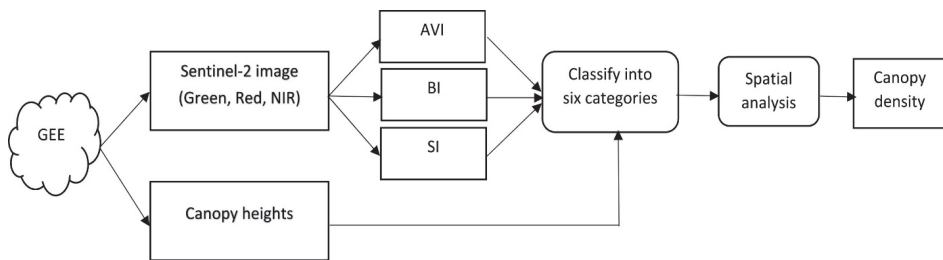 GEE
Sentinel-2 image
(Green, Red, NIR)
Canopy heights
AVI
BI
SI
Classify into
six categories
Spatial
analysis
Canopy
density